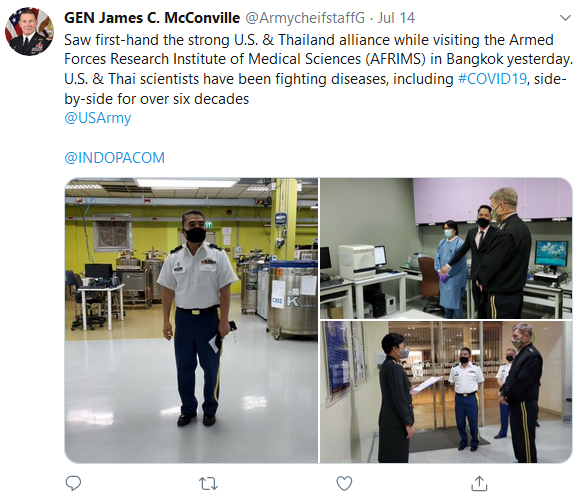 GEN James C. McConville @ArmycheifstaffG · Jul 14
Saw first-hand the strong U.S. & Thailand alliance while visiting the Armed
Forces Research Institute of Medical Sciences (AFRIMS) in Bangkok yesterday.
U.S. & Thai scientists have been fighting diseases, including #COVID19, side-
by-side for over six decades
@USArmy
@INDOPACOM
K